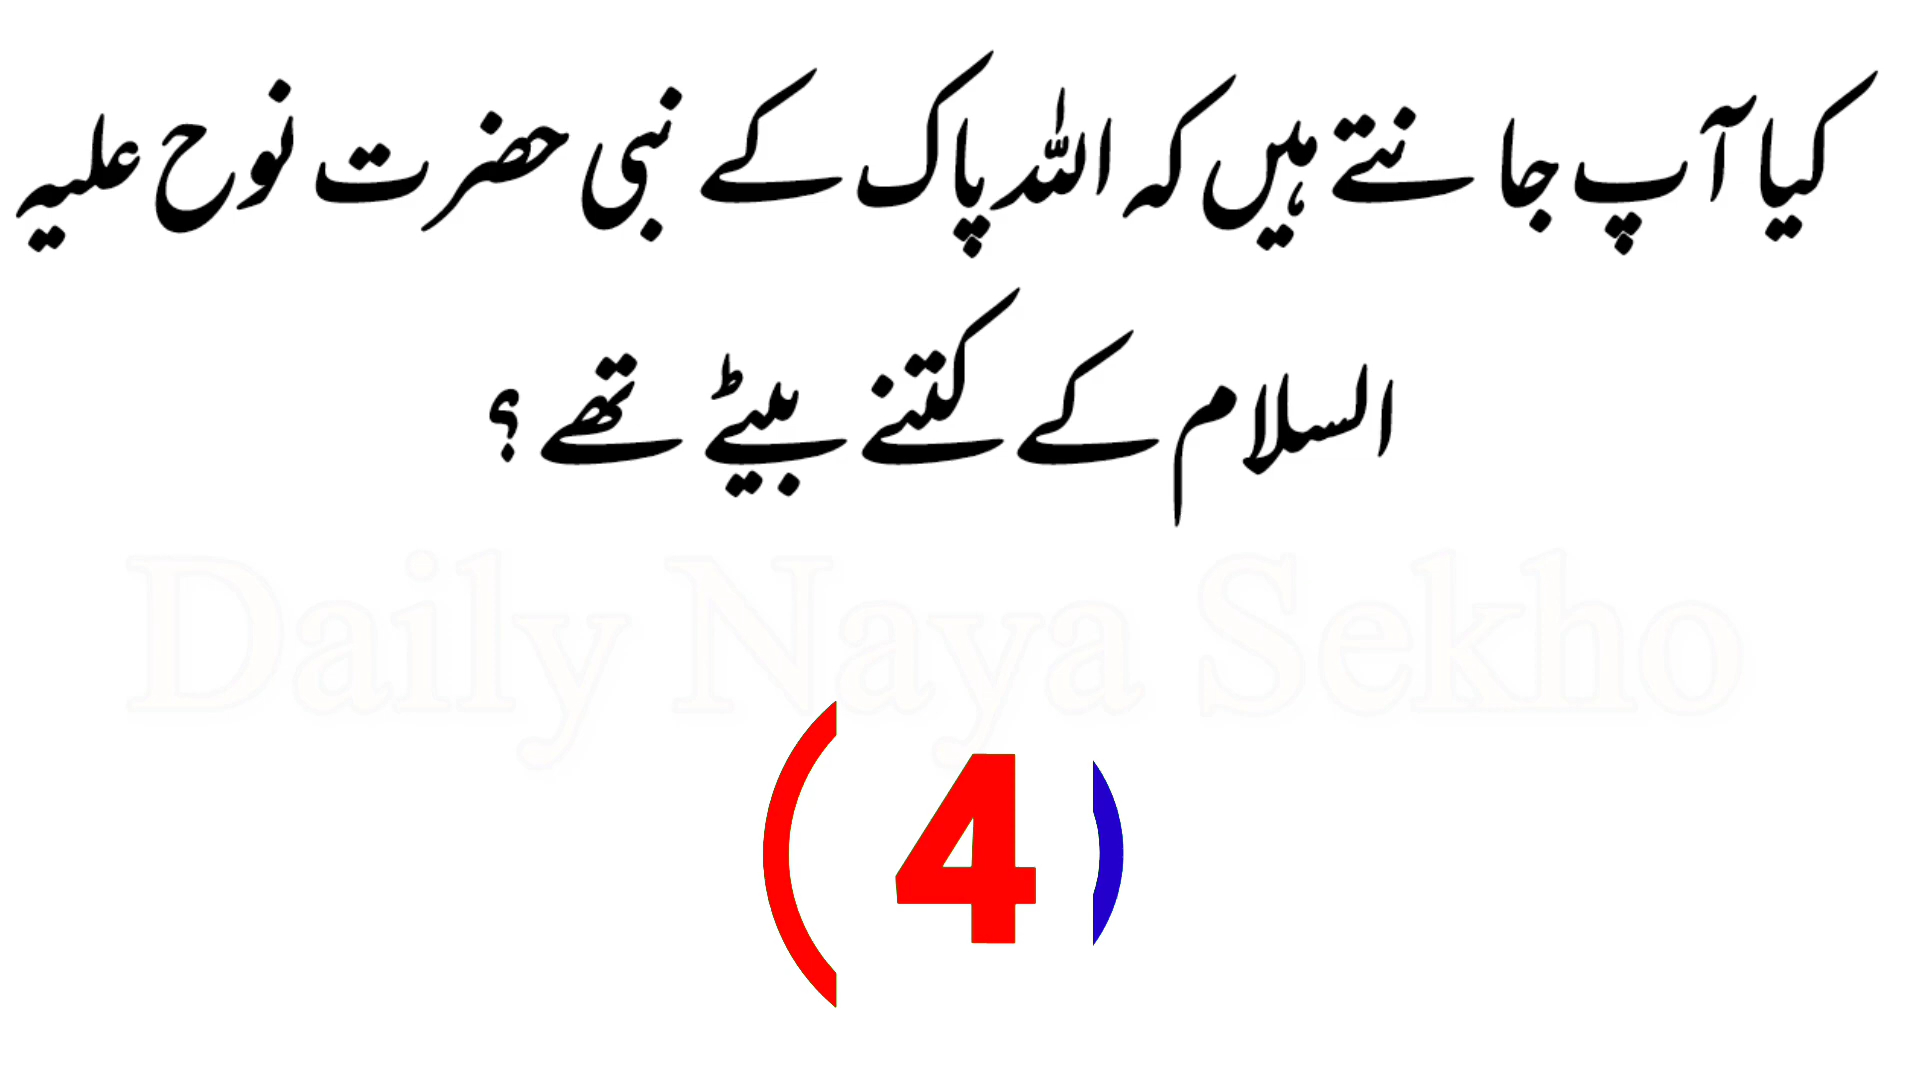 کیا آپ جانتے ہیں کہ اللہ پاک کے نبی حضرت نوح علیہ
السلام کے کتنے بیٹے تھے ؟
Daily Naya Sekho
4